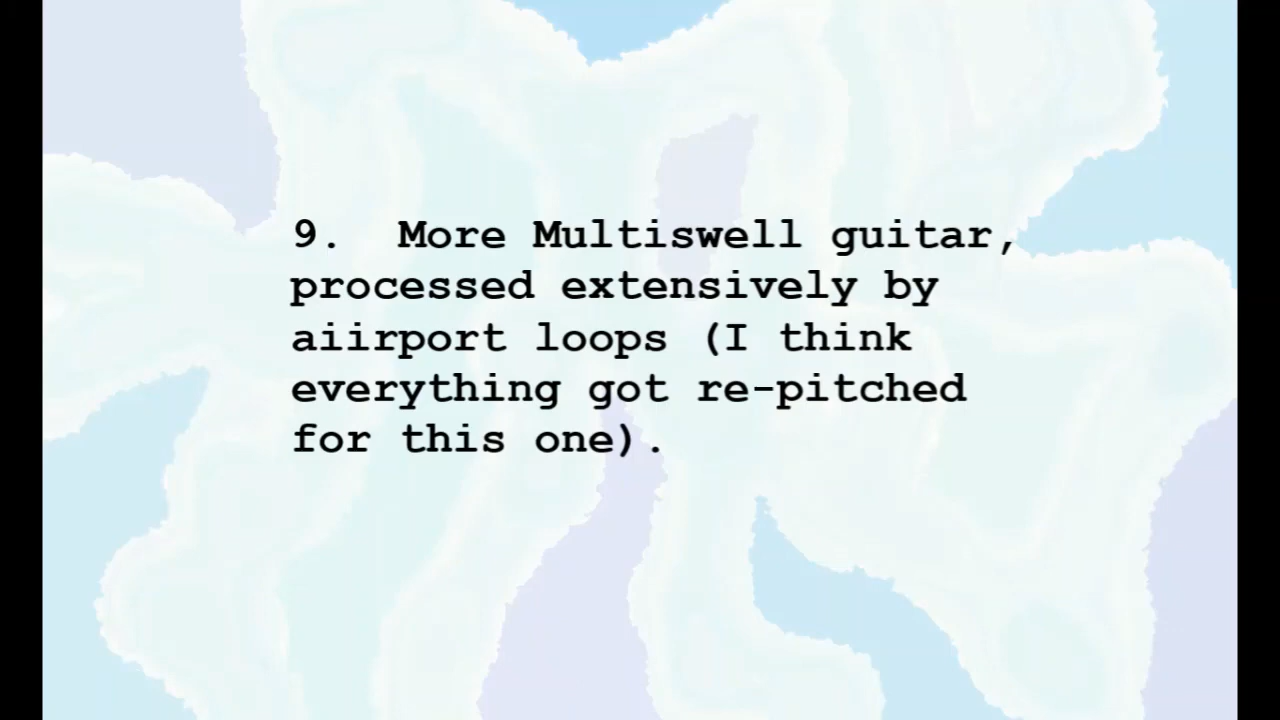 9.  More Multiswell guitar,
processed extensively by
aiirport loops (I think
everything got re-pitched
for this one).